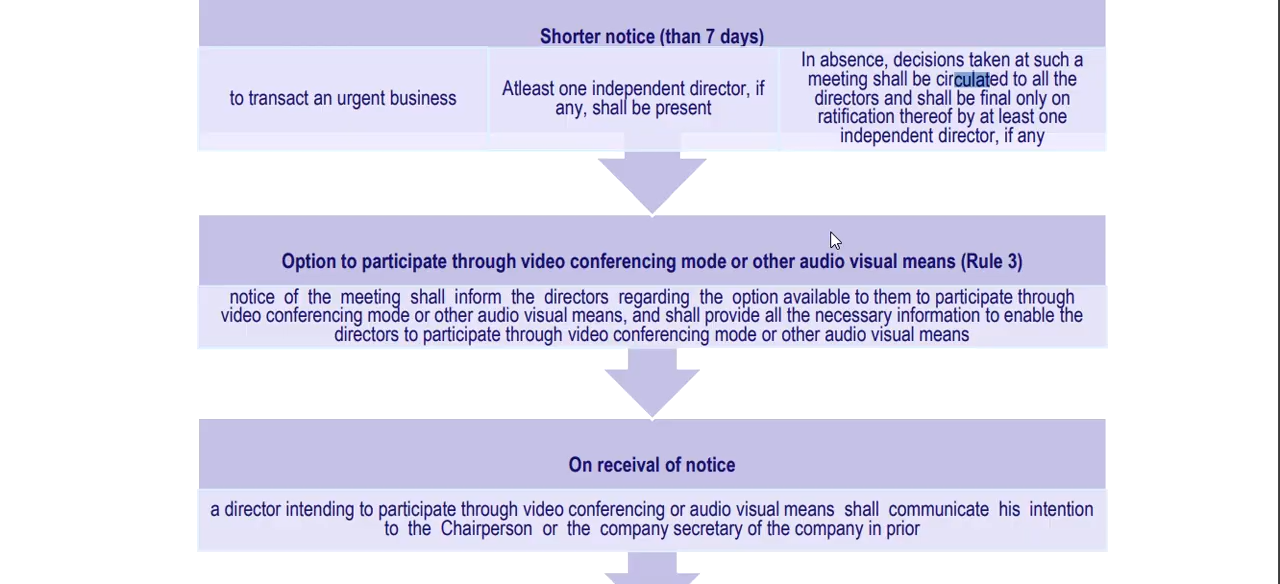 Shorter notice (than 7 days)
to transact an urgent business
Atleast one independent director, if
any, shall be present
In absence, decisions taken at such a
meeting shall be circulated to all the
directors and shall be final only on
ratification thereof by at least one
independent director, if any
Option to participate through video conferencing mode or other audio visual means (Rule 3)
notice of the meeting shall inform the directors regarding the option available to them to participate through
video conferencing mode or other audio visual means, and shall provide all the necessary information to enable the
directors to participate through video conferencing mode or other audio visual means
On receival of notice
a director intending to participate through video conferencing or audio visual means shall communicate his intention
to the Chairperson or the company secretary of the company in prior